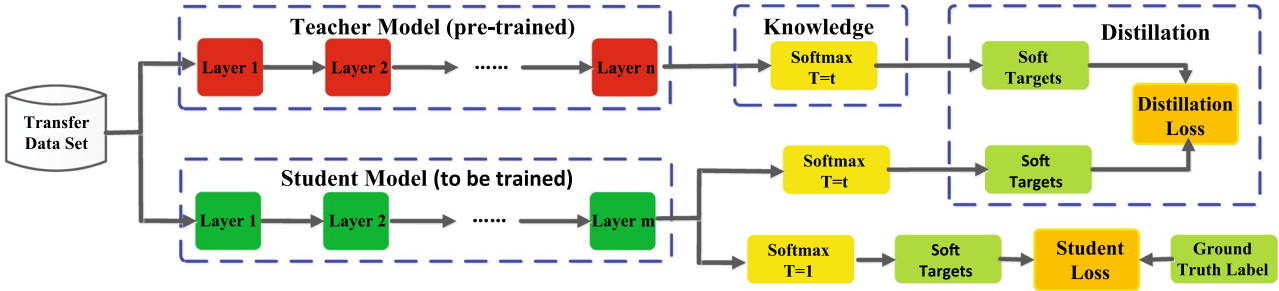 Teacher Model (pre-trained)
Layer 1
Layer 2
......
Layer n
Knowledge
Softmax
T=t
Distillation
Soft
Targets
Distillation
Loss
Transfer
Data Set
Student Model (to be trained)
Layer 1
Layer 2
......
Layer m
Softmax
T=t
Soft
Targets
Softmax
T=1
Soft
Targets
Student
Loss
Ground
Truth Label